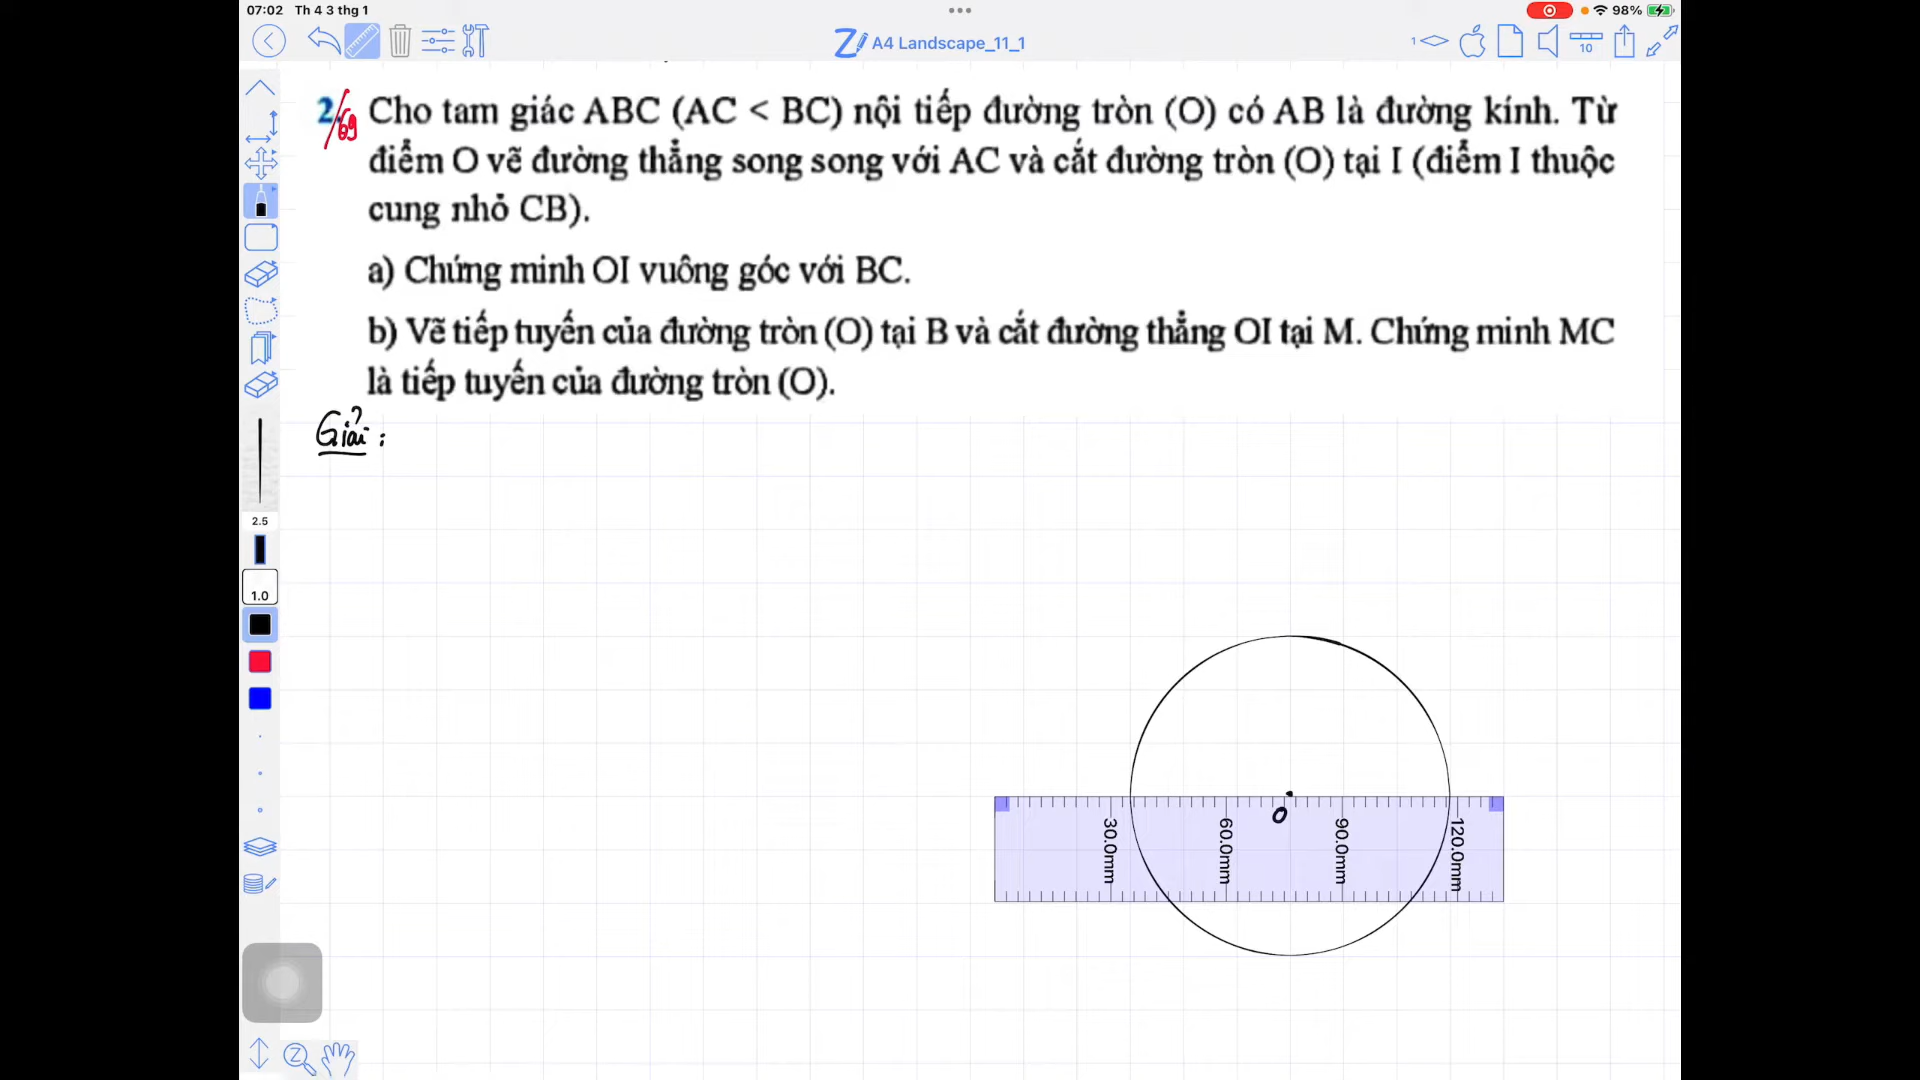 07:02 Th 4 3 thg 1
98%
A4 Landscape_11_1
1
10
2/69 Cho tam giác ABC (AC < BC) nội tiếp đường tròn (O) có AB là đường kính. Từ
điểm O vẽ đường thẳng song song với AC và cắt đường tròn (O) tại I (điểm I thuộc
cung nhỏ CB).
a) Chứng minh OI vuông góc với BC.
b) Vẽ tiếp tuyến của đường tròn (O) tại B và cắt đường thẳng OI tại M. Chứng minh MC
là tiếp tuyến của đường tròn (O).
Giải:
2.5
1.0
O
30.0mm
60.0mm
90.0mm
120.0mm
Z